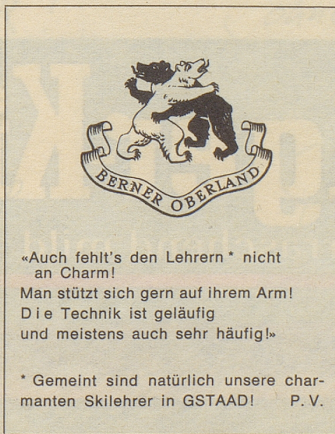 BERNER OBERLAND
«Auch fehlt's den Lehrern * nicht
an Charm!
Man stützt sich gern auf ihrem Arm!
Die Technik ist geläufig
und meistens auch sehr häufig!»
* Gemeint sind natürlich unsere char-
manten Skilehrer in GSTAAD! P. V.